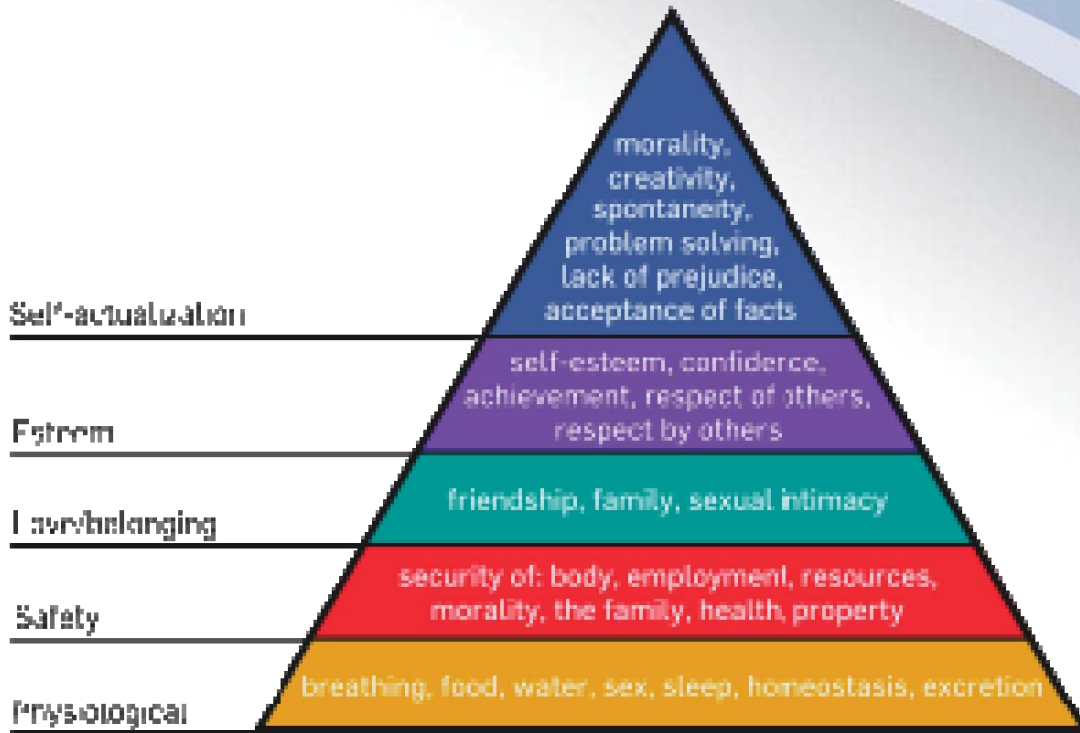 morality,
creativity,
spontaneity,
problem solving,
lack of prejudice,
acceptance of facts
Self-actualization
self-esteem, confidence,
achievement, respect of others,
respect by others
Esteem
friendship, family, sexual intimacy
Love/belonging
security of: body, employment, resources,
morality, the family, health, property
Safety
breathing, food, water, sex, sleep, homeostasis, excretion
Physiological